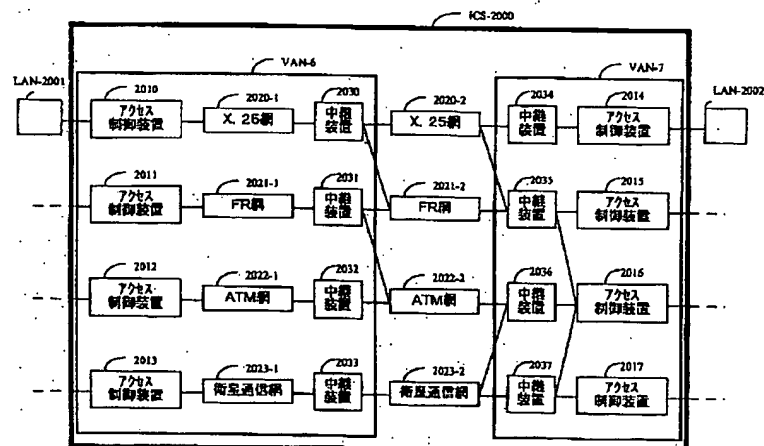 ICS-2000
VAN-6
VAN-7
LAN-2001
LAN-2002
2010
アクセス
制御装置
2020-1
X. 25網
2030
中継
装置
2020-2
X. 25網
2034
中継
装置
2014
アクセス
制御装置
2011
アクセス
制御装置
2021-1
FR網
2031
中継
装置
2021-2
FR網
2035
中継
装置
2015
アクセス
制御装置
2012
アクセス
制御装置
2022-1
ATM網
2032
中継
装置
2022-2
ATM網
2036
中継
装置
2016
アクセス
制御装置
2013
アクセス
制御装置
2023-1
衛星通信網
2033
中継
装置
2023-2
衛星通信網
2037
中継
装置
2017
アクセス
制御装置